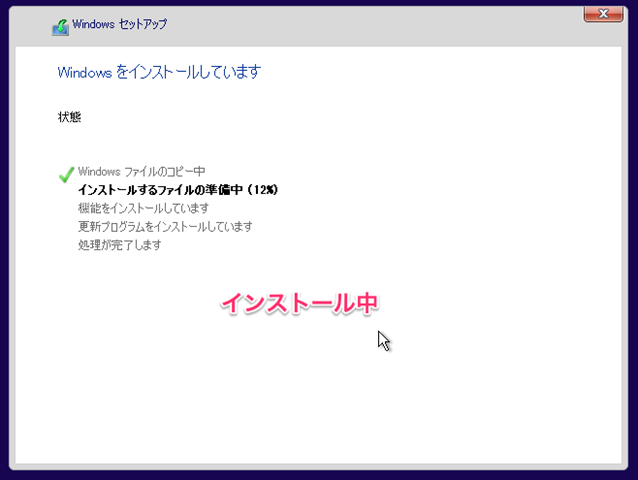 Windows セットアップ
Windows をインストールしています
状態
Windows ファイルのコピー中
インストールするファイルの準備中 (12%)
機能をインストールしています
更新プログラムをインストールしています
処理が完了します
インストール中